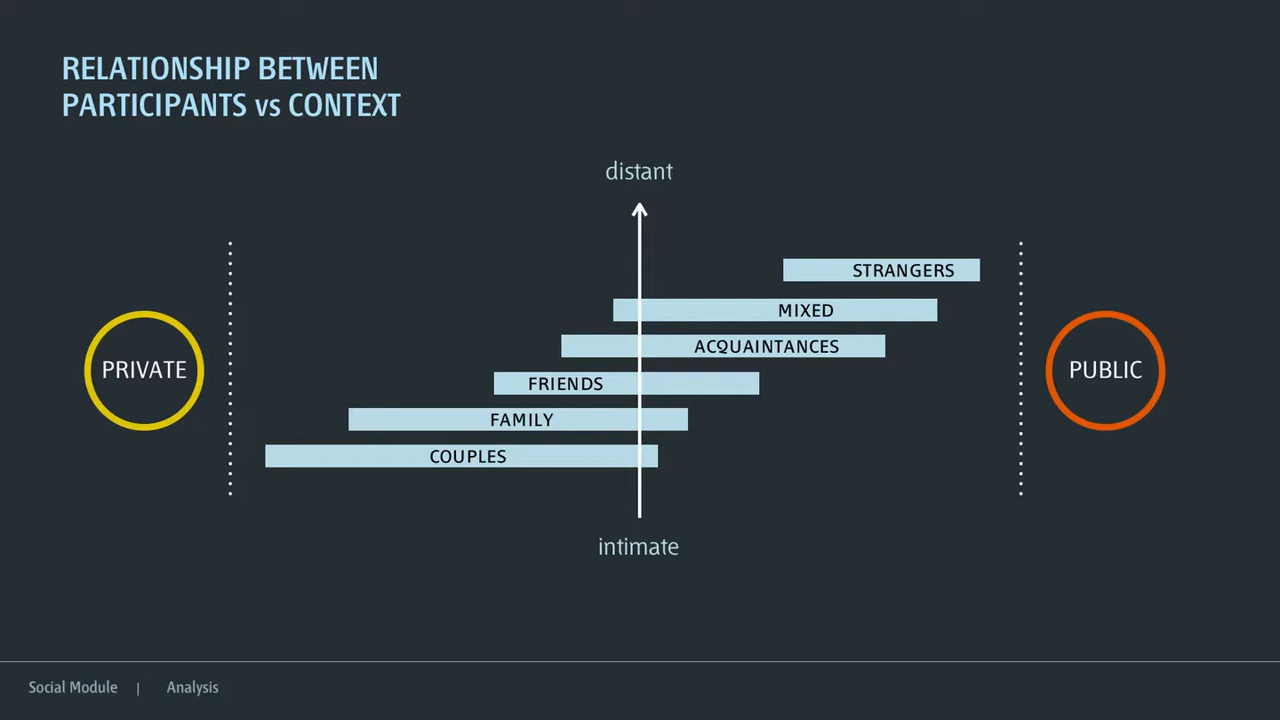 RELATIONSHIP BETWEEN
PARTICIPANTS vs CONTEXT
distant
STRANGERS
MIXED
ACQUAINTANCES
PRIVATE
PUBLIC
FRIENDS
FAMILY
COUPLES
intimate
Social Module | Analysis